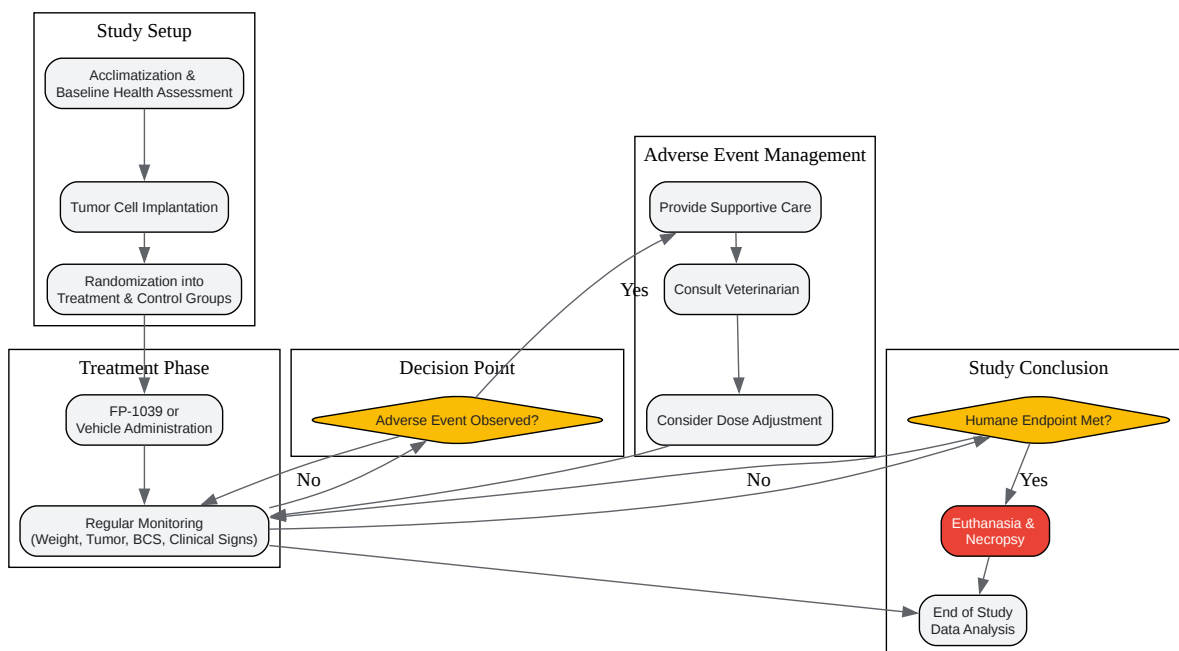 Study Setup
Acclimatization &
Baseline Health Assessment
Tumor Cell Implantation
Randomization into
Treatment & Control Groups
Treatment Phase
FP-1039 or
Vehicle Administration
Regular Monitoring
(Weight, Tumor, BCS, Clinical Signs)
Decision Point
Adverse Event Observed?
No
Yes
Adverse Event Management
Provide Supportive Care
Consult Veterinarian
Consider Dose Adjustment
No
Study Conclusion
Humane Endpoint Met?
Yes
Euthanasia &
Necropsy
End of Study
Data Analysis